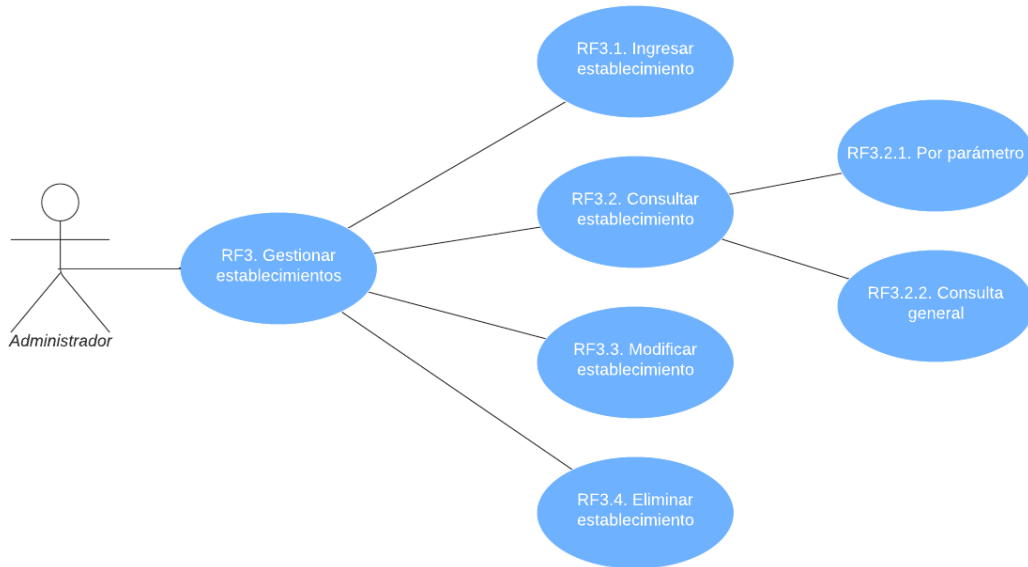 RF3.1. Ingresar
establecimiento
RF3.2.1. Por parámetro
RF3.2. Consultar
establecimiento
RF3. Gestionar
establecimientos
RF3.2.2. Consulta
general
Administrador
RF3.3. Modificar
establecimiento
RF3.4. Eliminar
establecimiento